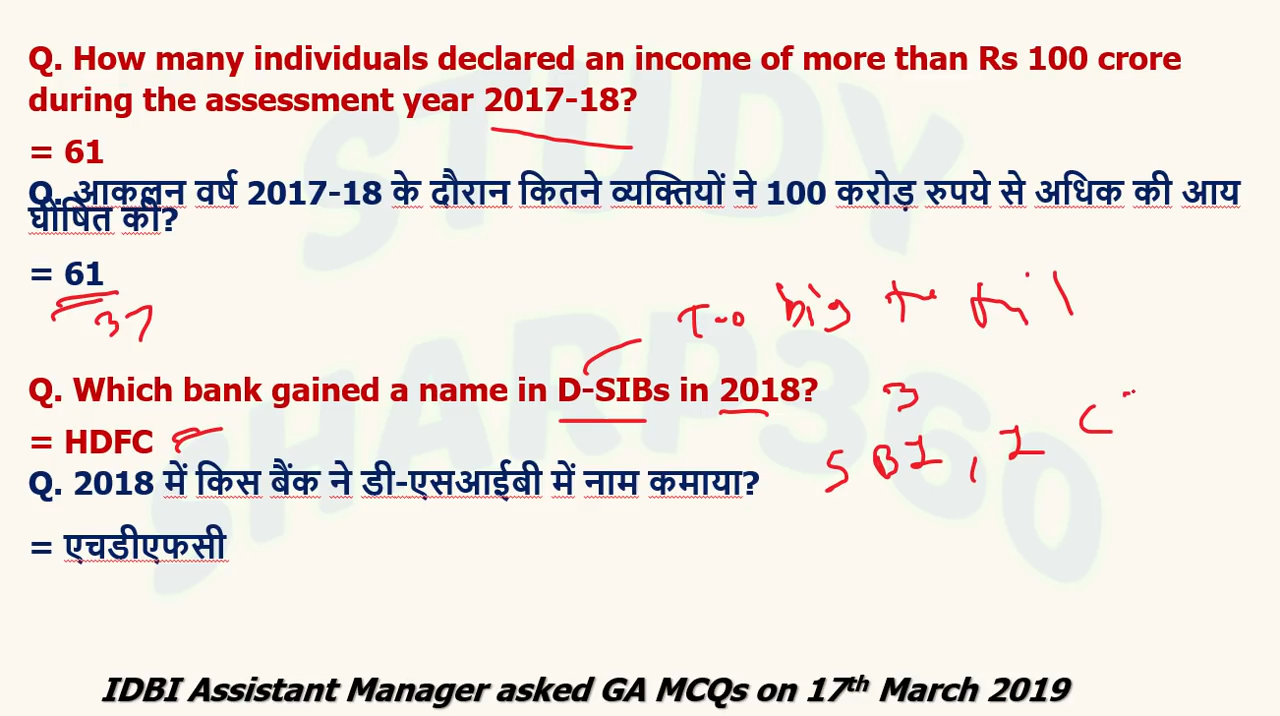 Q. How many individuals declared an income of more than Rs 100 crore
during the assessment year 2017-18?
= 61
Q. आकलन वर्ष 2017-18 के दौरान कितने व्यक्तियों ने 100 करोड़ रुपये से अधिक की आय
घोषित की?
= 61
37
Too big to
Q. Which bank gained a name in D-SIBs in 2018?
3
= HDFC
SBI, I C
Q. 2018 में किस बैंक ने डी-एसआईबी में नाम कमाया?
= एचडीएफसी
STUDY
SHARP360
IDBI Assistant Manager asked GA MCQs on 17th March 2019